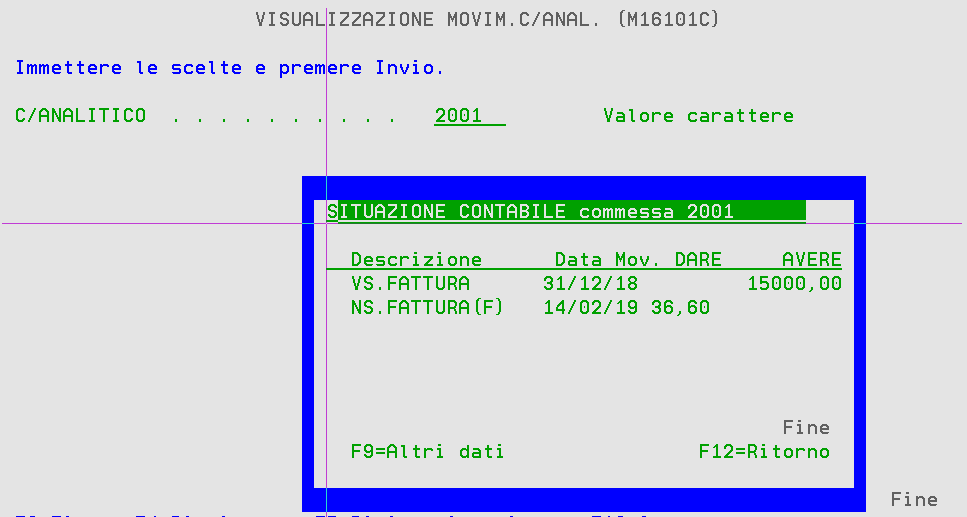 VISUALIZZAZIONE MOVIM.C/ANAL. (M16101C)
Immettere le scelte e premere Invio.
C/ANALITICO . . . . . . . . . . 2001 Valore carattere
SITUAZIONE CONTABILE commessa 2001
Descrizione Data Mov. DARE AVERE
VS.FATTURA 31/12/18 15000,00
NS.FATTURA(F) 14/02/19 36,60
Fine
F9=Altri dati F12=Ritorno
Fine